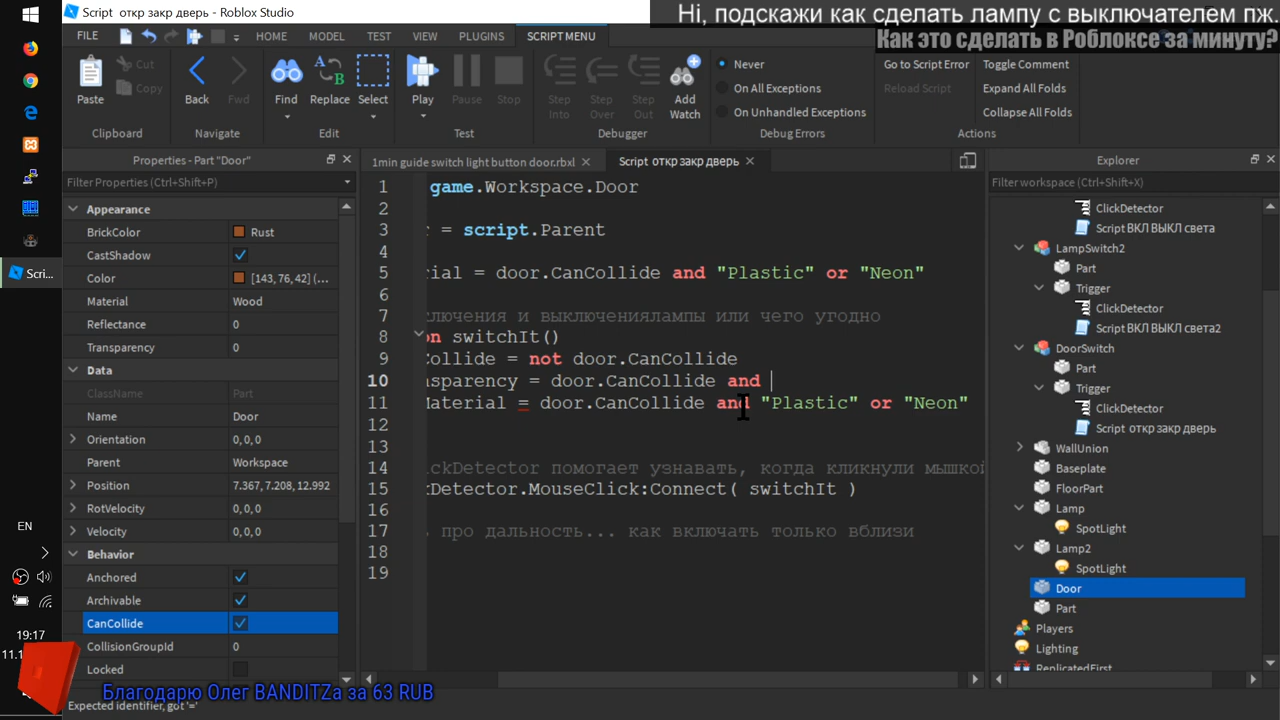 Script откр закр дверь - Roblox Studio
Hi, подскажи как сделать лампу с выключателем пж.
Как это сделать в Роблоксе за минуту?
FILE HOME MODEL TEST VIEW PLUGINS SCRIPT MENU
Paste Cut Copy Back Fwd Find Replace Select Play Pause Stop Step Into Step Over Step Out Add Watch
Never
On All Exceptions
On Unhandled Exceptions
Go to Script Error
Reload Script
Toggle Comment
Expand All Folds
Collapse All Folds
Clipboard Navigate Edit Test Debugger Debug Errors Actions
Properties - Part "Door"
Filter Properties (Ctrl+Shift+P)
Appearance
BrickColor Rust
CastShadow
Color [143, 76, 42] (...
Material Wood
Reflectance 0
Transparency 0
Data
ClassName Part
Name Door
Orientation 0, 0, 0
Parent Workspace
Position 7.367, 7.208, 12.992
RotVelocity 0, 0, 0
Velocity 0, 0, 0
Behavior
Anchored
Archivable
CanCollide
CollisionGroupId 0
Locked
1min guide switch light button door.rbxl
Script откр закр дверь
1 game.Workspace.Door
2
3 r = script.Parent
4
5 rial = door.CanCollide and "Plastic" or "Neon"
6
7 ключения и выключениялампы или чего угодно
8 on switchIt()
9 Collide = not door.CanCollide
10 nsparency = door.CanCollide and
11 Material = door.CanCollide and "Plastic" or "Neon"
12
13
14 ickDetector помогает узнавать, когда кликнули мышкой
15 kDetector.MouseClick:Connect( switchIt )
16
17 ь про дальность... как включать только вблизи
18
19
Explorer
Filter workspace (Ctrl+Shift+X)
ClickDetector
Script ВКЛ ВЫКЛ света
LampSwitch2
Part
Trigger
ClickDetector
Script ВКЛ ВЫКЛ света2
DoorSwitch
Part
Trigger
ClickDetector
Script откр закр дверь
WallUnion
Baseplate
FloorPart
Lamp
SpotLight
Lamp2
SpotLight
Door
Part
Players
Lighting
ReplicatedFirst
Scri...
EN
19:17
11.1
Благодарю Олег BANDITZа за 63 RUB
Expected identifier, got '='